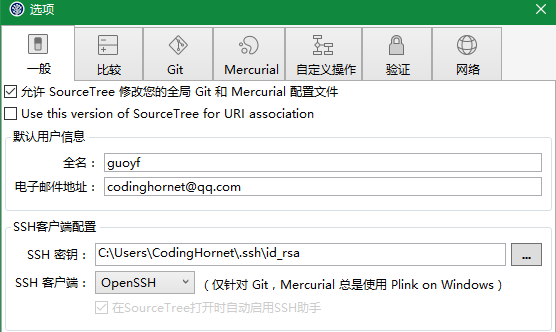 选项
一般 比较 Git Mercurial 自定义操作 验证 网络
允许 SourceTree 修改您的全局 Git 和 Mercurial 配置文件
Use this version of SourceTree for URI association
默认用户信息
全名： guoyf
电子邮件地址： codinghornet@qq.com
SSH客户端配置
SSH 密钥： C:\Users\CodingHornet\.ssh\id_rsa ...
SSH 客户端： OpenSSH （仅针对 Git，Mercurial 总是使用 Plink on Windows）
在SourceTree打开时自动启用SSH助手